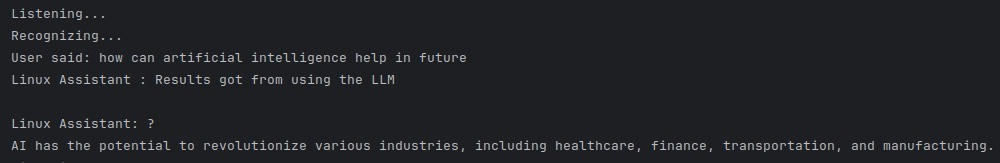 Listening...
Recognizing...
User said: how can artificial intelligence help in future
Linux Assistant : Results got from using the LLM
Linux Assistant: ?
AI has the potential to revolutionize various industries, including healthcare, finance, transportation, and manufacturing.